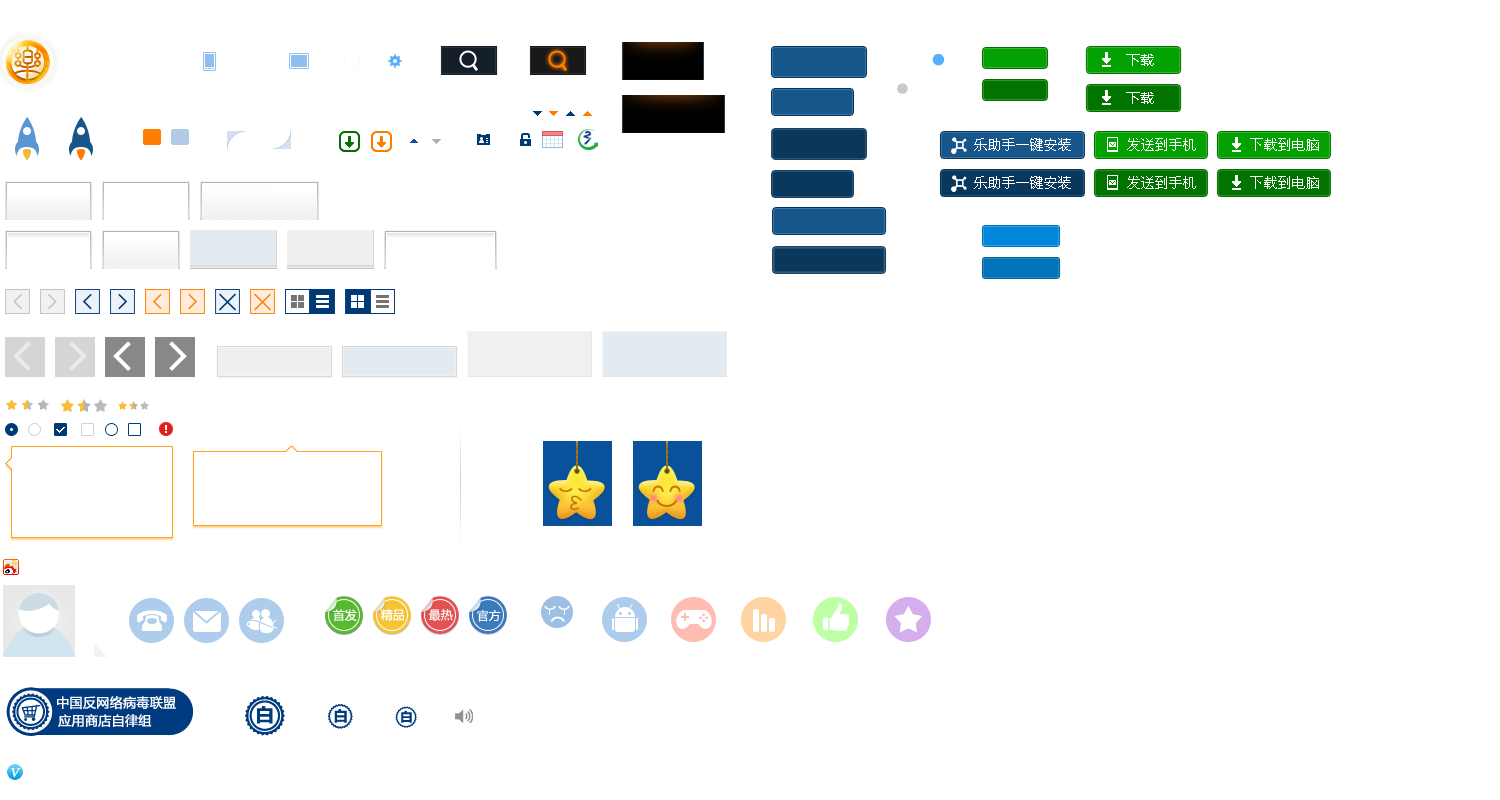 下载
下载
乐助手一键安装
发送到手机
下载到电脑
乐助手一键安装
发送到手机
下载到电脑
首发
精品
最热
官方
中国反网络病毒联盟
应用商店自律组
自
自
自
V